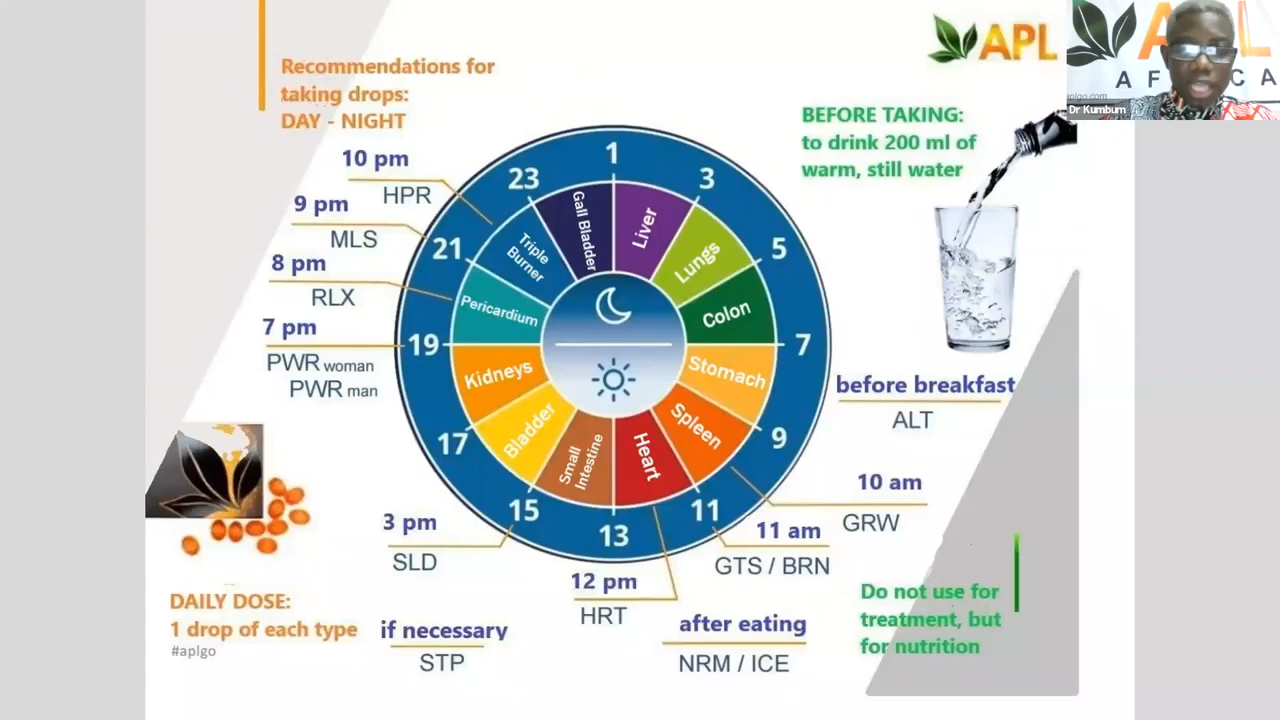 Recommendations for
taking drops:
DAY - NIGHT
APL
APL
AFRICA
aplgo.com
Dr Kumbum
BEFORE TAKING:
to drink 200 ml of
warm, still water
10 pm
HPR
9 pm
MLS
8 pm
RLX
7 pm
PWR woman
PWR man
1
3
5
7
9
11
13
15
17
19
21
23
Liver
Lungs
Colon
Stomach
Spleen
Heart
Small
Intestine
Bladder
Kidneys
Pericardium
Triple
Burner
Gall Bladder
before breakfast
ALT
10 am
GRW
11 am
GTS / BRN
12 pm
HRT
3 pm
SLD
after eating
NRM / ICE
if necessary
STP
DAILY DOSE:
1 drop of each type
#aplgo
Do not use for
treatment, but
for nutrition